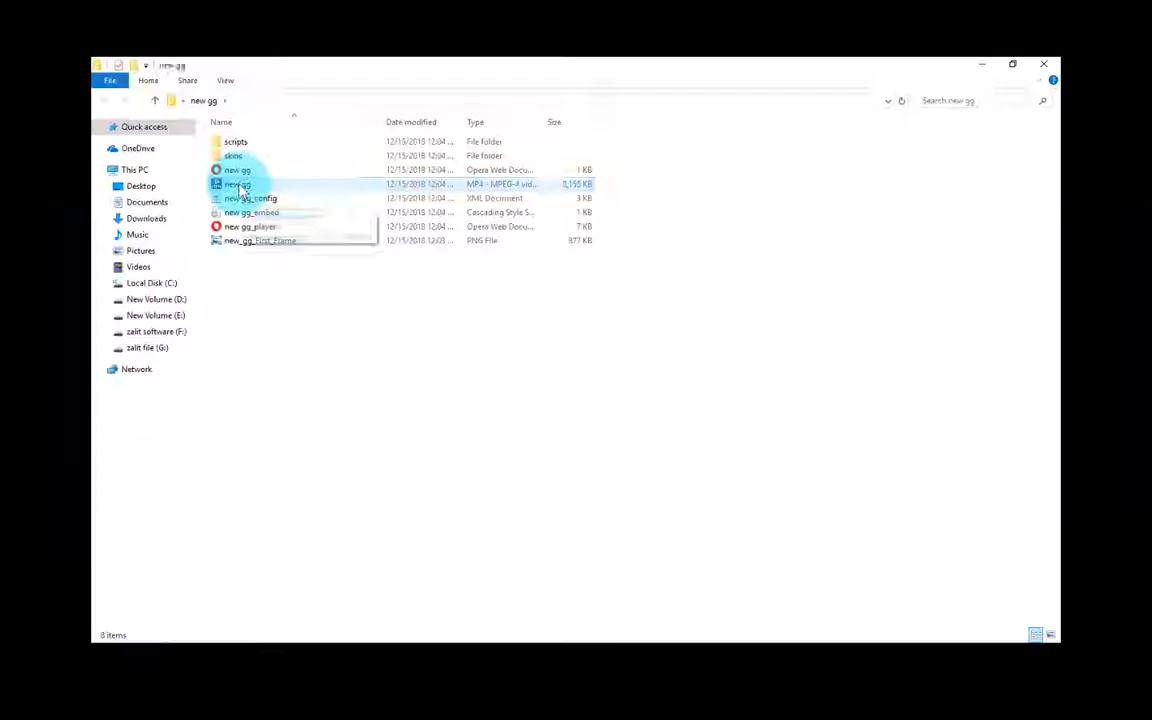 new gg
File Home Share View
new gg
Search new gg
Name Date modified Type Size
Quick access
OneDrive
This PC
Desktop
Documents
Downloads
Music
Pictures
Videos
Local Disk (C:)
New Volume (D:)
New Volume (E:)
zalit software (F:)
zalit file (G:)
Network
scripts 12/15/2018 12:04 ... File folder
skins 12/15/2018 12:04 ... File folder
new gg 12/15/2018 12:04 ... Opera Web Docu... 1 KB
new gg 12/15/2018 12:04 ... MP4 - MPEG-4 vid... 8,155 KB
new gg_config 12/15/2018 12:04 ... XML Document 3 KB
new gg_embed 12/15/2018 12:04 ... Cascading Style S... 1 KB
new gg_player 12/15/2018 12:04 ... Opera Web Docu... 7 KB
new_gg_First_Frame 12/15/2018 12:03 ... PNG File 877 KB
8 items